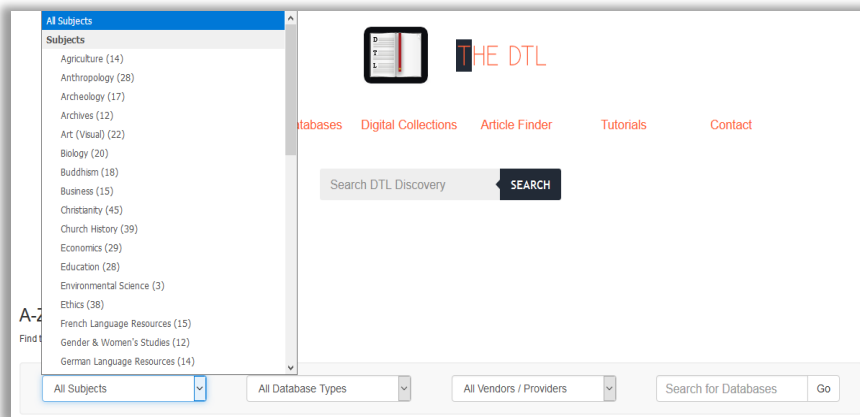 All Subjects
Subjects
Agriculture (14)
Anthropology (28)
Archeology (17)
Archives (12)
Art (Visual) (22)
Biology (20)
Buddhism (18)
Business (15)
Christianity (45)
Church History (39)
Economics (29)
Education (28)
Environmental Science (3)
Ethics (38)
French Language Resources (15)
Gender & Women's Studies (12)
German Language Resources (14)
D
T
L
THE DTL
tabases Digital Collections Article Finder Tutorials Contact
Search DTL Discovery SEARCH
A-Z
Find t
All Subjects All Database Types All Vendors / Providers Search for Databases Go